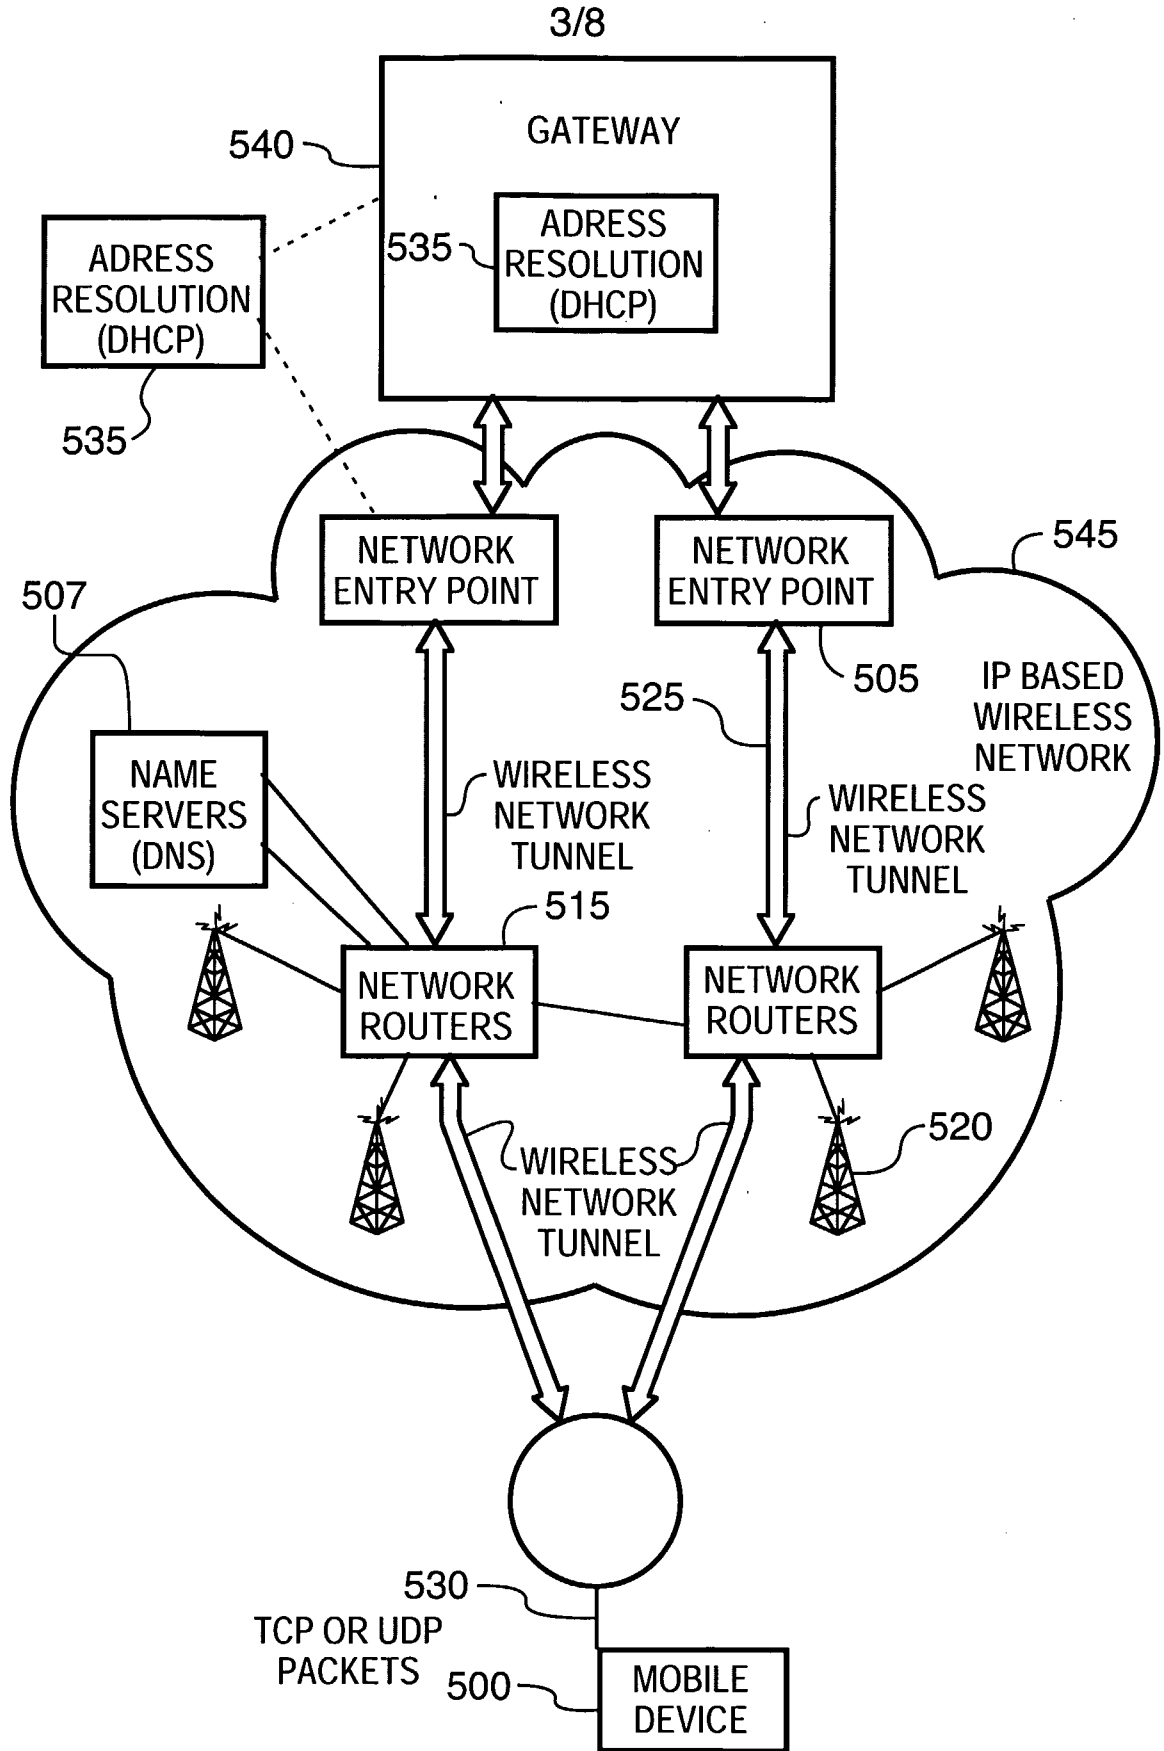 3/8
GATEWAY
540
ADRESS
RESOLUTION
(DHCP)
535
ADRESS
RESOLUTION
(DHCP)
535
NETWORK
ENTRY POINT
NETWORK
ENTRY POINT
545
507
505
525
IP BASED
WIRELESS
NETWORK
NAME
SERVERS
(DNS)
WIRELESS
NETWORK
TUNNEL
WIRELESS
NETWORK
TUNNEL
515
NETWORK
ROUTERS
NETWORK
ROUTERS
520
WIRELESS
NETWORK
TUNNEL
530
TCP OR UDP
PACKETS
500
MOBILE
DEVICE